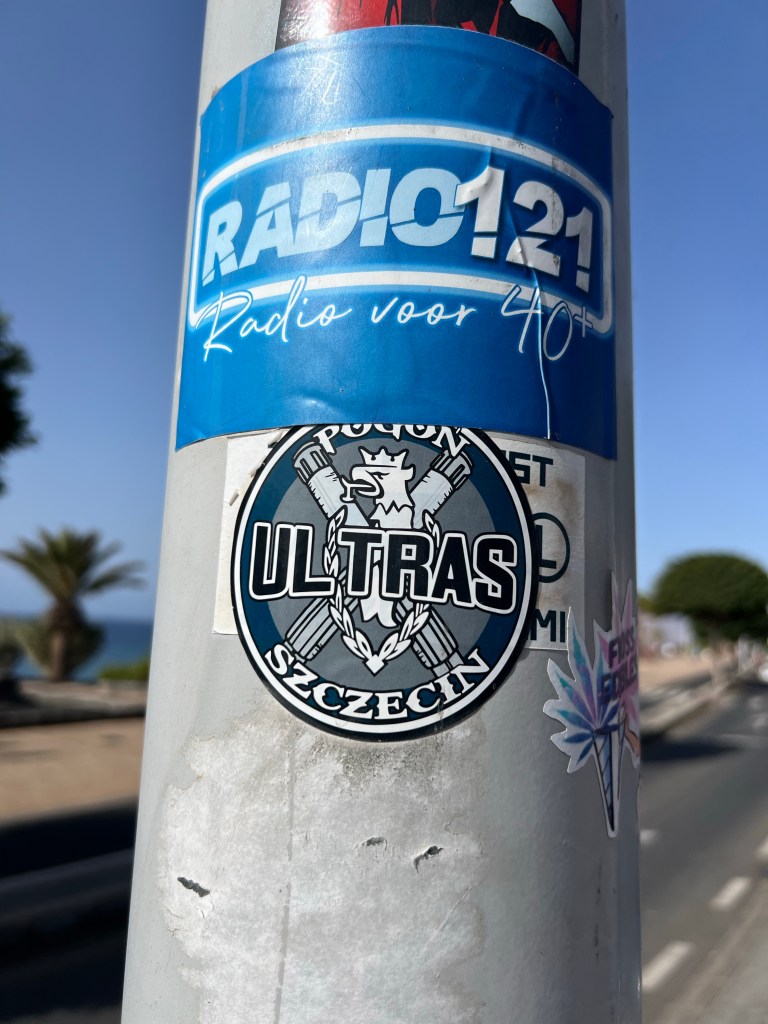 RADIO121
Radio voor 40+
POGOŃ
ULTRAS
SZCZECIN